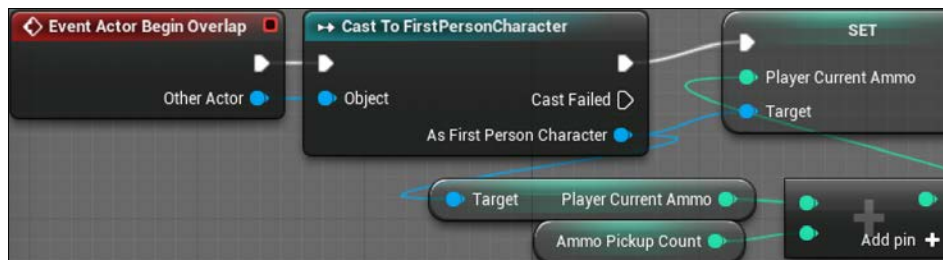 Event Actor Begin Overlap
Other Actor
Cast To FirstPersonCharacter
Object
Cast Failed
As First Person Character
SET
Player Current Ammo
Target
Target Player Current Ammo
Ammo Pickup Count
Add pin +